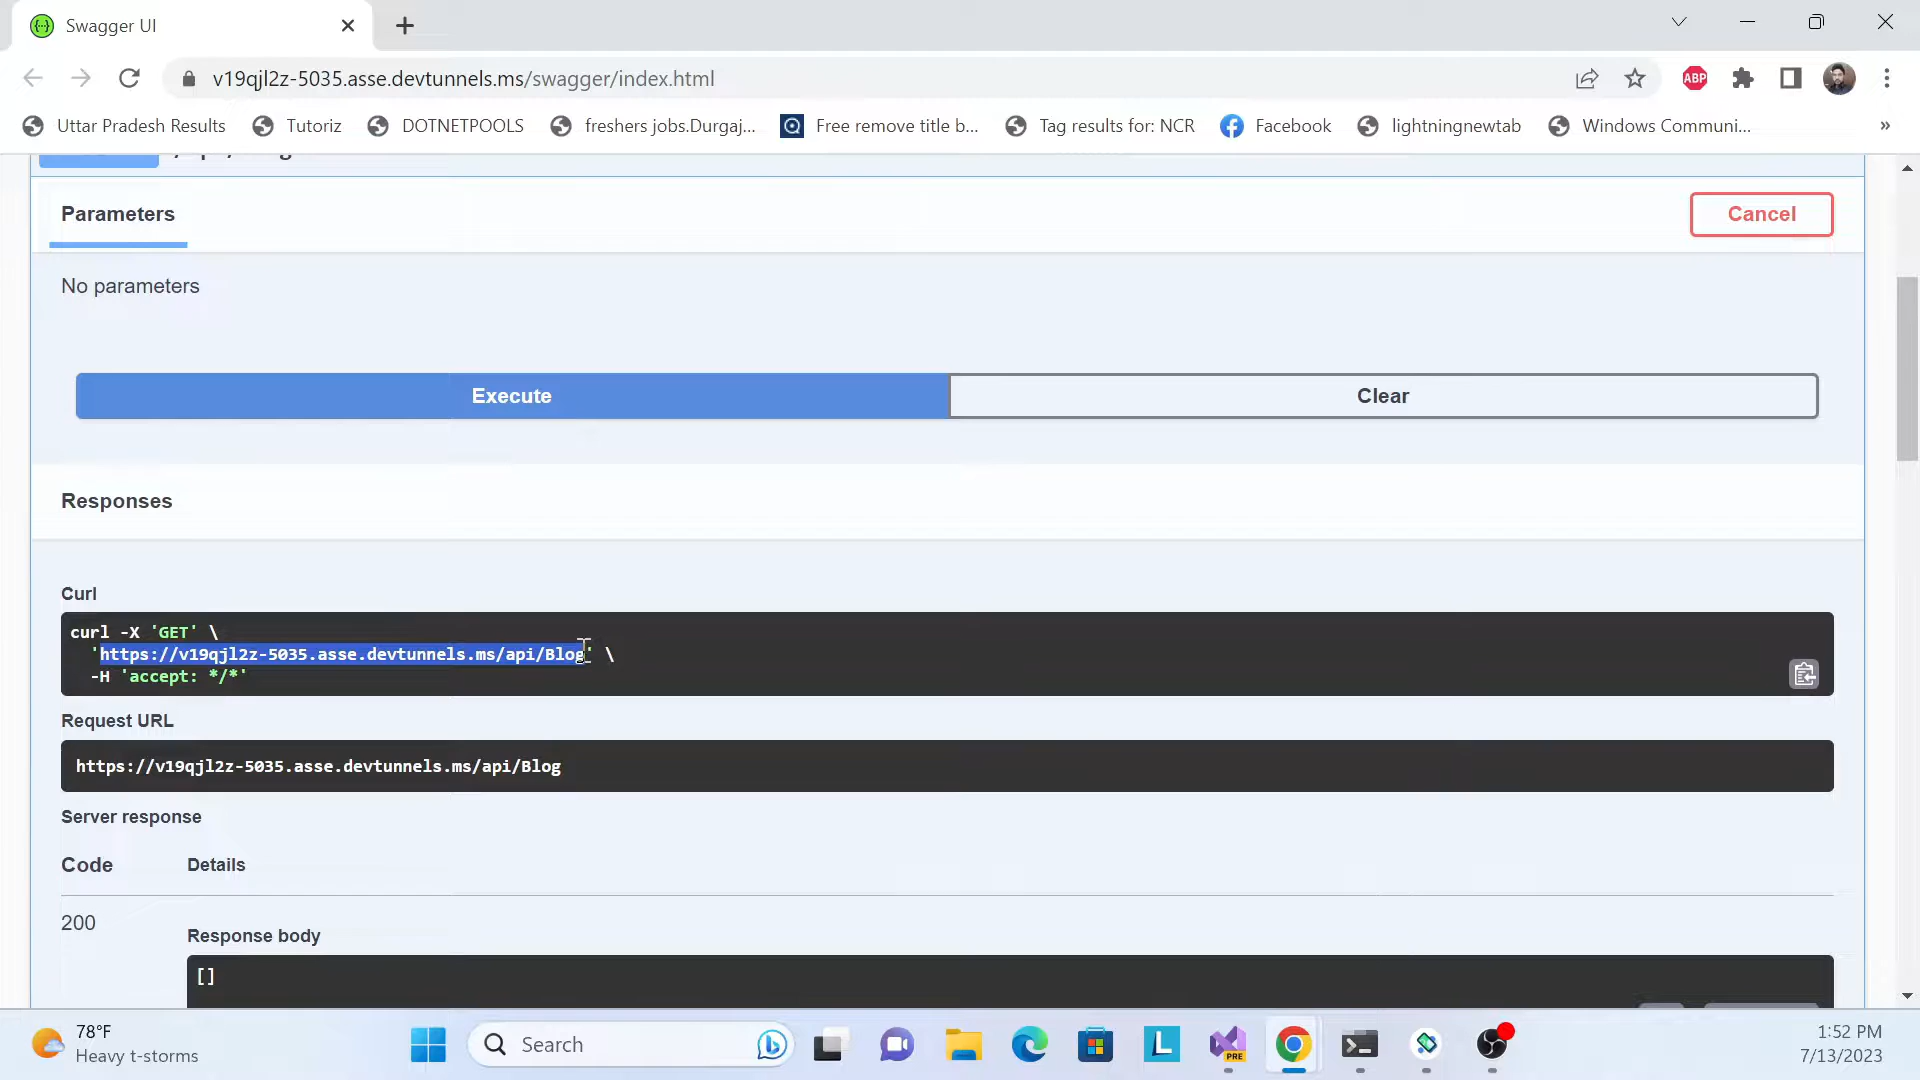 Swagger UI
v19qjl2z-5035.asse.devtunnels.ms/swagger/index.html
ABP
Uttar Pradesh Results
Tutoriz
DOTNETPOOLS
freshers jobs.Durgaj...
Free remove title b...
Tag results for: NCR
Facebook
lightningnewtab
Windows Communi...
»
Parameters
Cancel
No parameters
Execute
Clear
Responses
Curl
curl -X 'GET' \
'https://v19qjl2z-5035.asse.devtunnels.ms/api/Blog' \
-H 'accept: */*'
Request URL
https://v19qjl2z-5035.asse.devtunnels.ms/api/Blog
Server response
Code
Details
200
Response body
[]
78°F
Heavy t-storms
Search
L
PRE
1:52 PM
7/13/2023